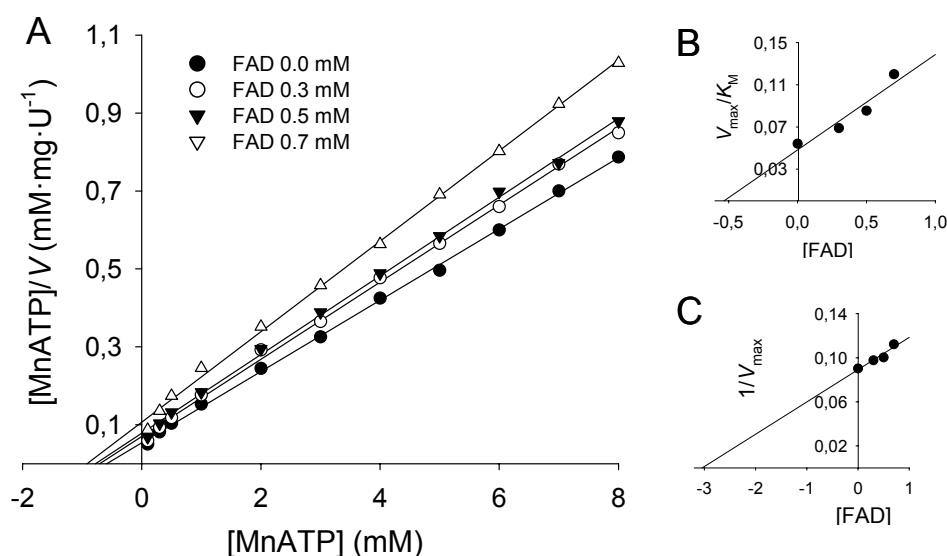 A
[MnATP]/ V (mM·mg·U⁻¹)
1,1
0,9
0,7
0,5
0,3
0,1
FAD 0.0 mM
FAD 0.3 mM
FAD 0.5 mM
FAD 0.7 mM
-2 0 2 4 6 8
[MnATP] (mM)
B
Vmax/KM
0,15
0,11
0,07
0,03
-0,5 0,0 0,5 1,0
[FAD]
C
1/Vmax
0,14
0,10
0,06
0,02
-3 -2 -1 0 1
[FAD]